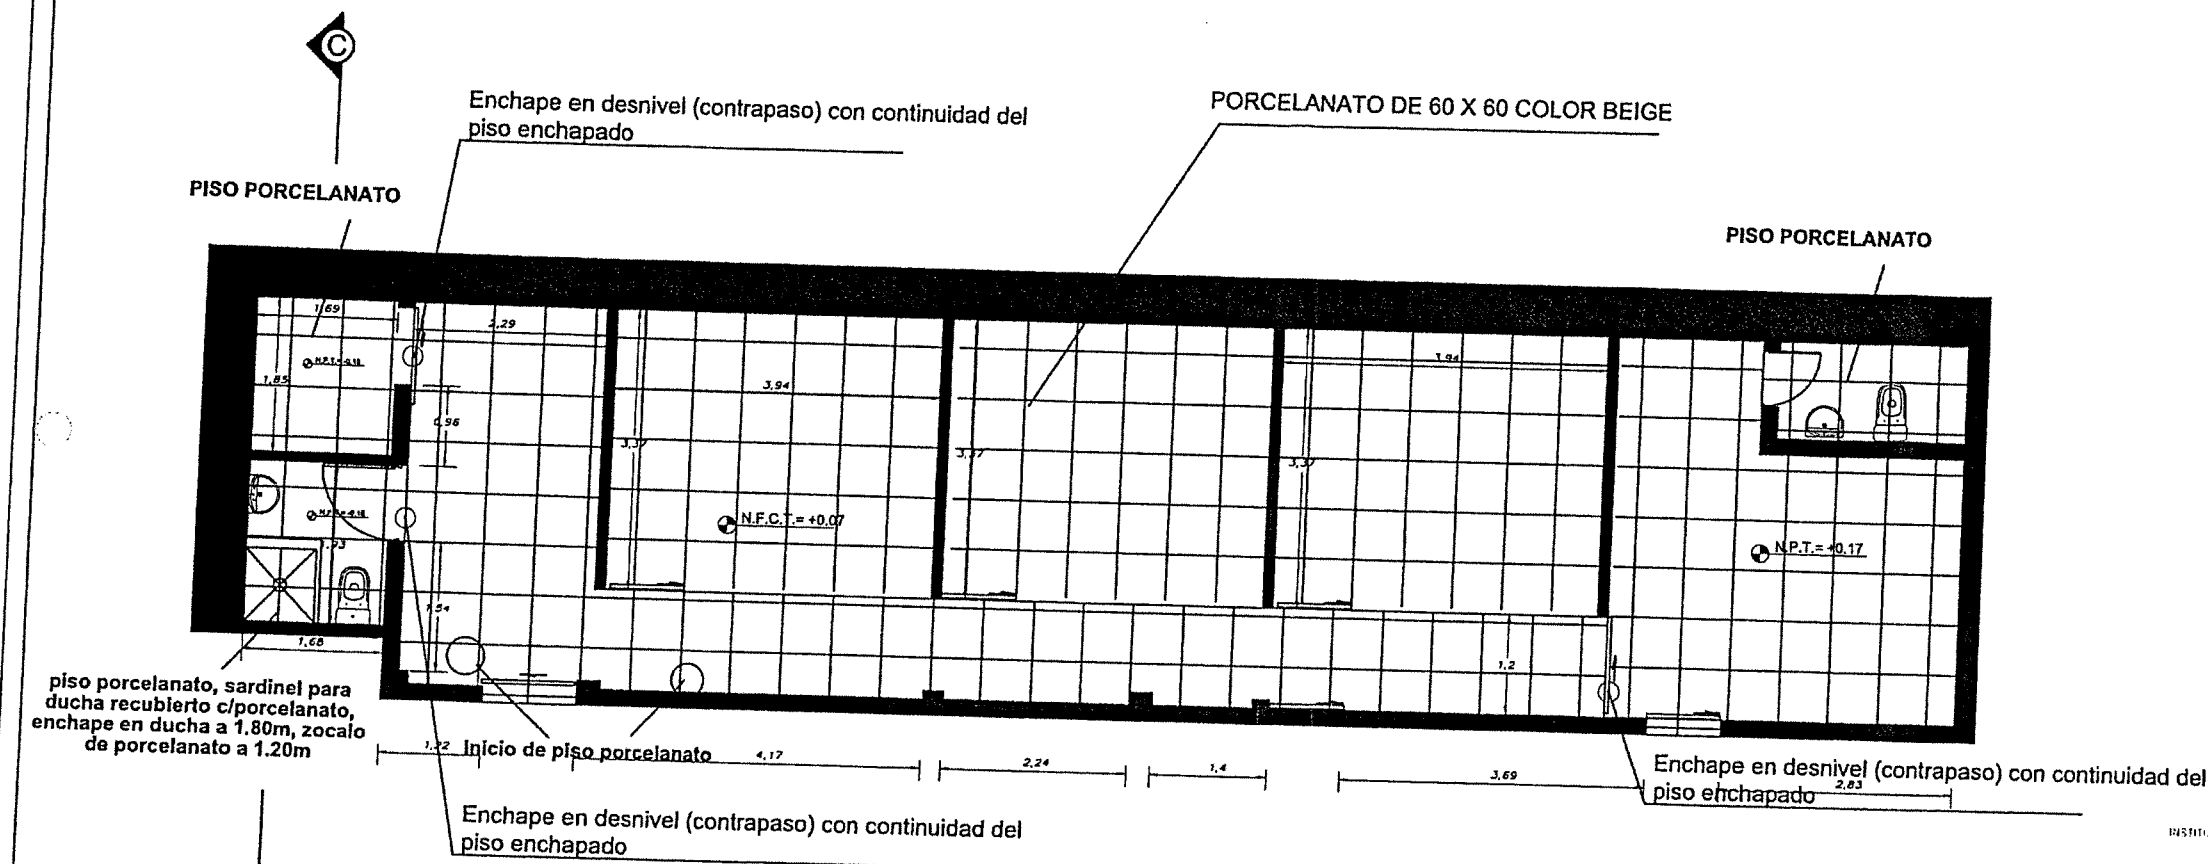 C
Enchape en desnivel (contrapaso) con continuidad del
piso enchapado
PORCELANATO DE 60 X 60 COLOR BEIGE
PISO PORCELANATO
PISO PORCELANATO
1,69
2,29
1,85
3,94
3,94
0,96
3,37
3,37
3,37
N.F.C.T.= +0.07
N.P.T.= +0.17
1,93
1,54
1,2
1,68
piso porcelanato, sardinel para
ducha recubierto c/porcelanato,
enchape en ducha a 1.80m, zocalo
de porcelanato a 1.20m
Inicio de piso porcelanato
4,17
2,24
1,4
3,69
2,83
Enchape en desnivel (contrapaso) con continuidad del
piso enchapado
Enchape en desnivel (contrapaso) con continuidad del
piso enchapado